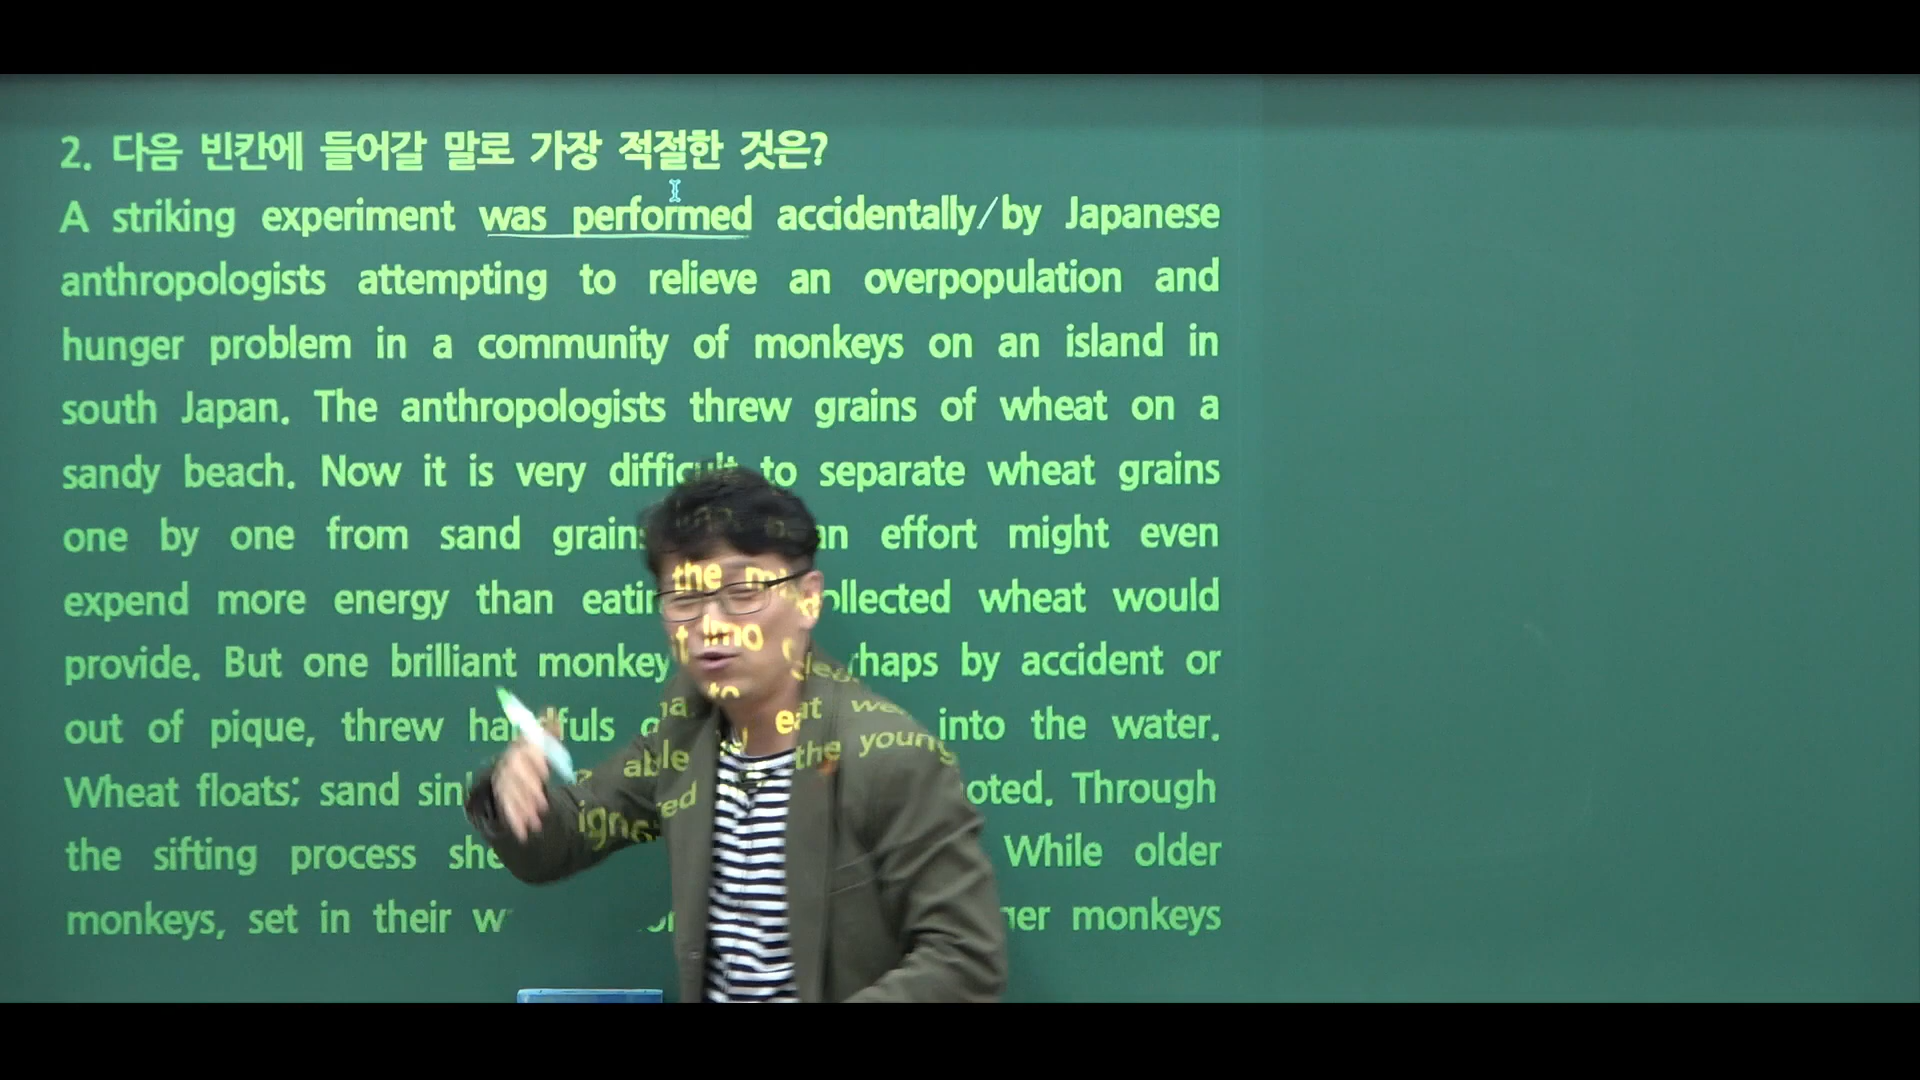 2. 다음 빈칸에 들어갈 말로 가장 적절한 것은?
A striking experiment was performed accidentally/by Japanese
anthropologists attempting to relieve an overpopulation and
hunger problem in a community of monkeys on an island in
south Japan. The anthropologists threw grains of wheat on a
sandy beach. Now it is very difficult to separate wheat grains
one by one from sand grains effort might even
expend more energy than would
provide. But one brilliant monkey by accident or
out of pique, threw into the water.
Wheat floats; sand Through
the sifting process While older
monkeys, set in their monkeys